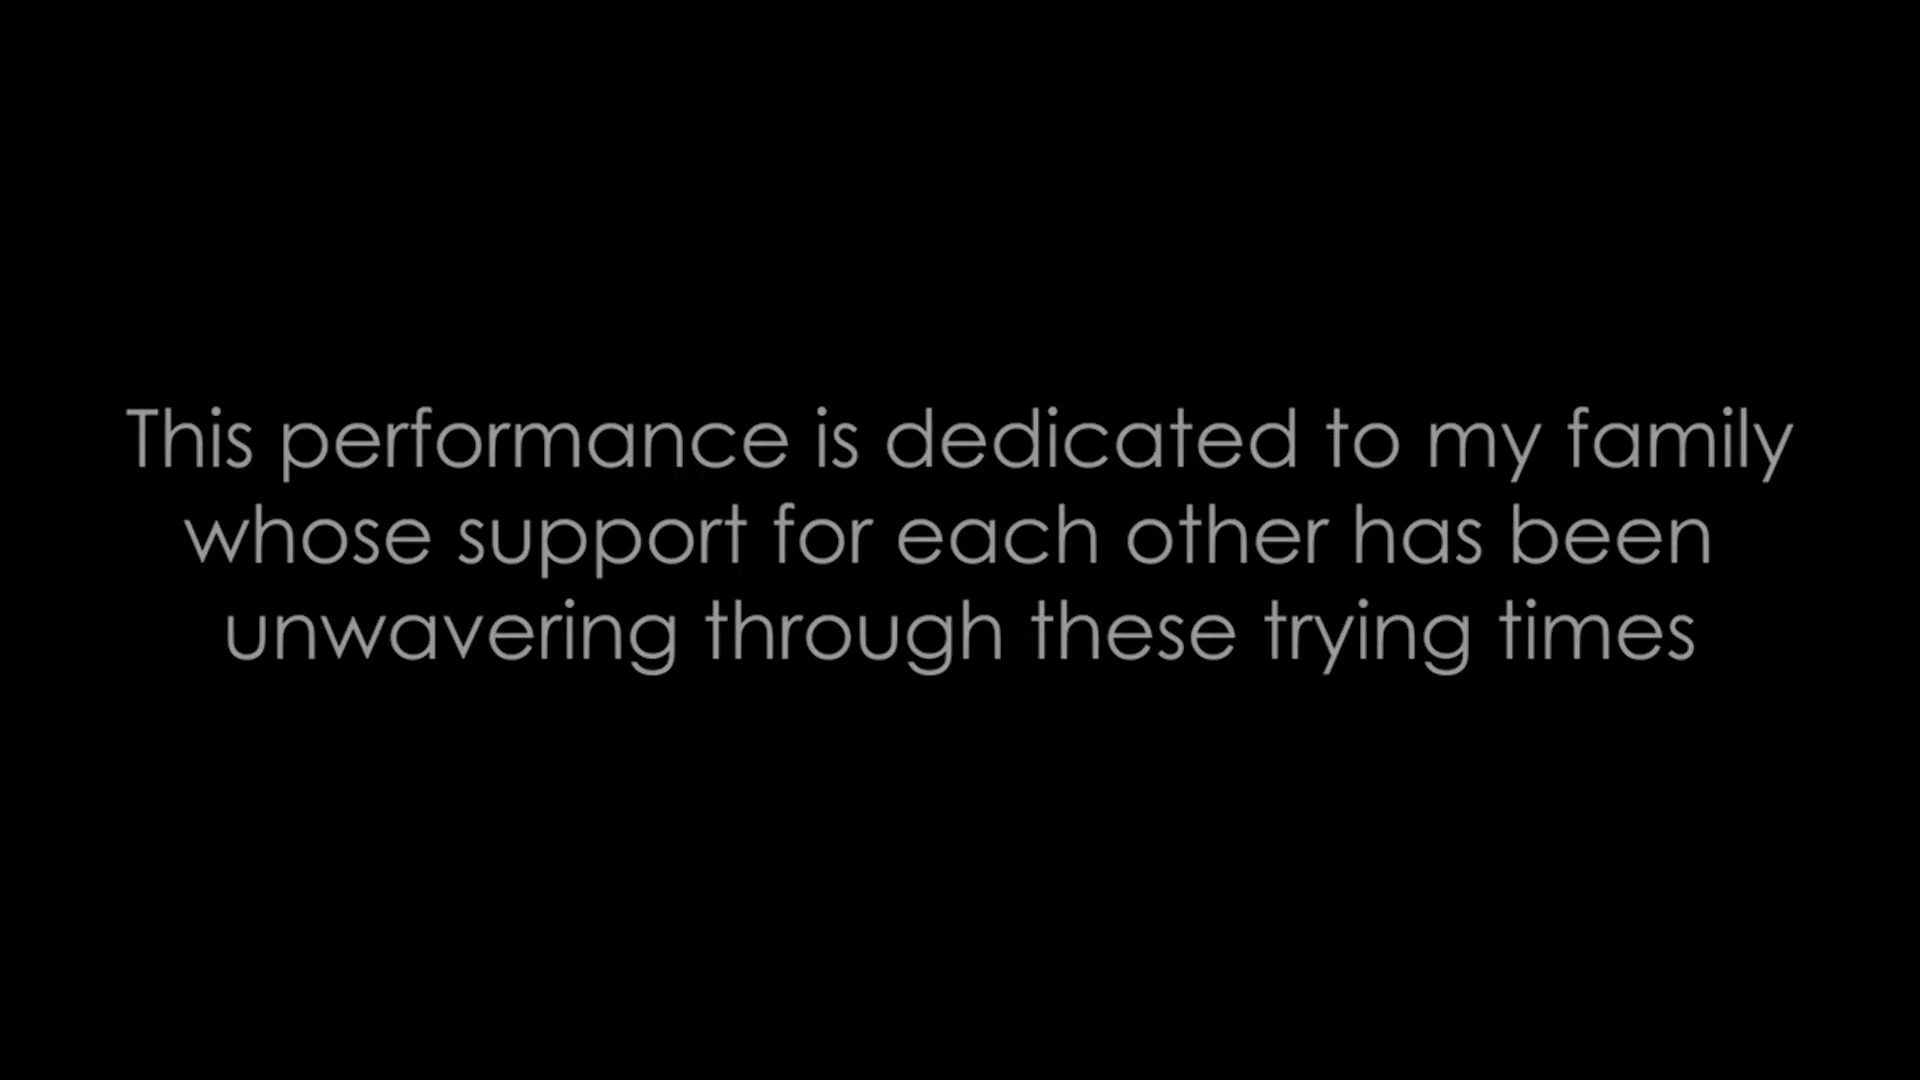 This performance is dedicated to my family
whose support for each other has been
unwavering through these trying times